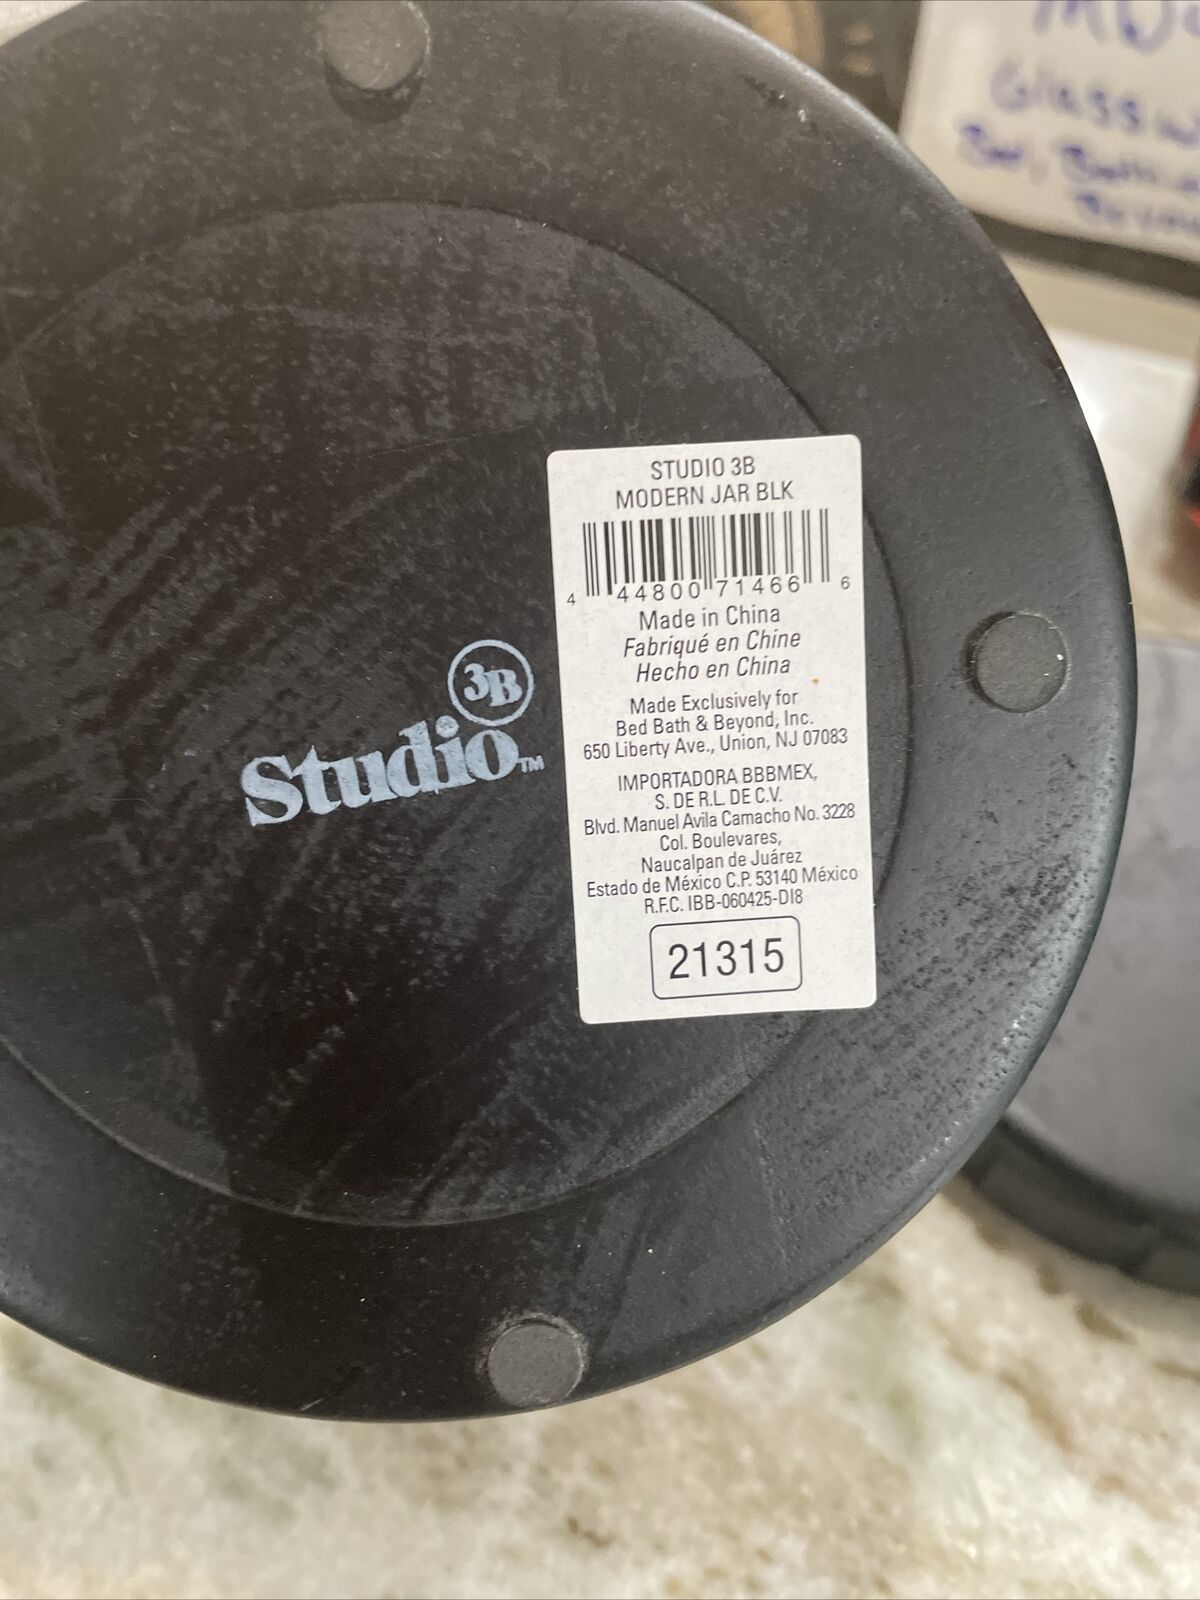 Glass
STUDIO 3B
MODERN JAR BLK
4 44800 71466 6
Made in China
Fabriqué en Chine
Hecho en China
Made Exclusively for
Bed Bath & Beyond, Inc.
650 Liberty Ave., Union, NJ 07083
IMPORTADORA BBBMEX,
S. DE R.L. DE C.V.
Blvd. Manuel Avila Camacho No. 3228
Col. Boulevares,
Naucalpan de Juárez
Estado de México C.P. 53140 México
R.F.C. IBB-060425-DI8
21315
3B
Studio™